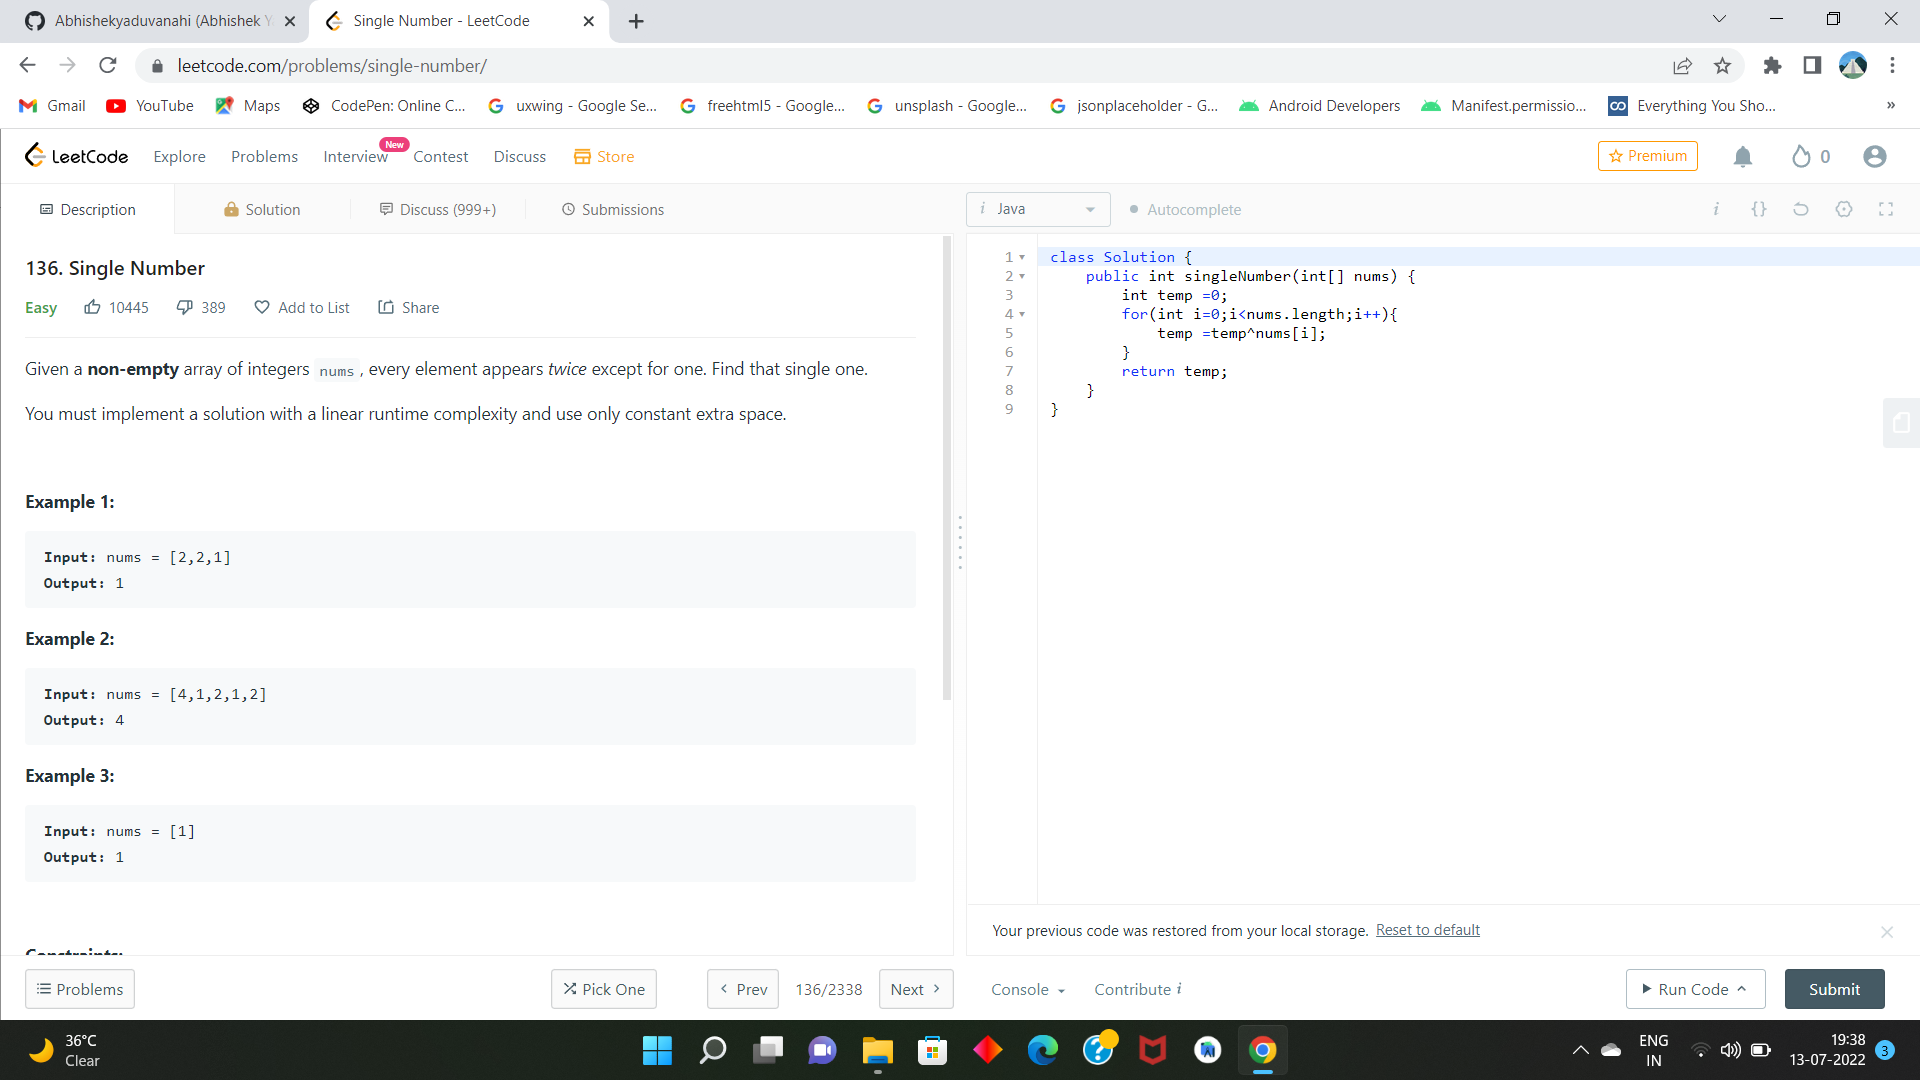 Abhishekyaduvanahi (Abhishek Y
Single Number - LeetCode
leetcode.com/problems/single-number/
Gmail YouTube Maps CodePen: Online C... uxwing - Google Se... freehtml5 - Google... unsplash - Google... jsonplaceholder - G... Android Developers Manifest.permissio... Everything You Sho... »
LeetCode Explore Problems Interview New Contest Discuss Store Premium 0
Description Solution Discuss (999+) Submissions
i Java Autocomplete i {}
136. Single Number
Easy 10445 389 Add to List Share
Given a non-empty array of integers nums , every element appears twice except for one. Find that single one.
You must implement a solution with a linear runtime complexity and use only constant extra space.
Example 1:
Input: nums = [2,2,1]
Output: 1
Example 2:
Input: nums = [4,1,2,1,2]
Output: 4
Example 3:
Input: nums = [1]
Output: 1
Constraints:
1 class Solution {
2 public int singleNumber(int[] nums) {
3 int temp =0;
4 for(int i=0;i<nums.length;i++){
5 temp =temp^nums[i];
6 }
7 return temp;
8 }
9 }
Your previous code was restored from your local storage. Reset to default
Problems Pick One Prev 136/2338 Next Console Contribute i Run Code Submit
36°C
Clear
ENG
IN
19:38
13-07-2022
3